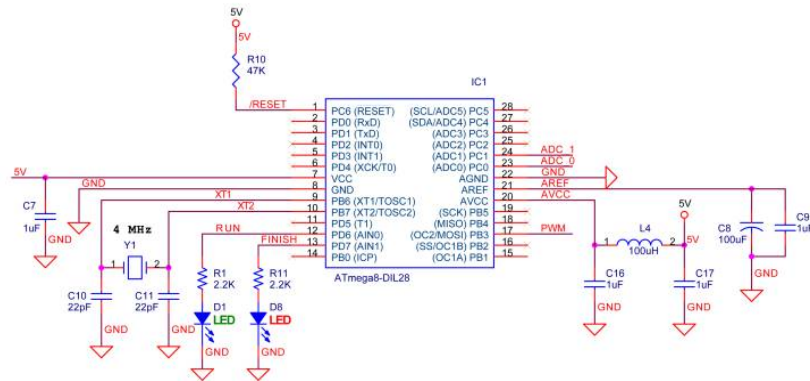 5V
5V
R10
47K
IC1
/RESET
1 PC6 (RESET) (SCL/ADC5) PC5 28
2 PD0 (RxD) (SDA/ADC4) PC4 27
3 PD1 (TxD) (ADC3) PC3 26
4 PD2 (INT0) (ADC2) PC2 25
5 PD3 (INT1) (ADC1) PC1 24 ADC_1
6 PD4 (XCK/T0) (ADC0) PC0 23 ADC_0
5V 7 VCC AGND 22 GND
GND 8 GND AREF 21 AREF
XT1 9 PB6 (XT1/TOSC1) AVCC 20 AVCC
XT2 10 PB7 (XT2/TOSC2) (SCK) PB5 19
11 PD5 (T1) (MISO) PB4 18
RUN 12 PD6 (AIN0) (OC2/MOSI) PB3 17 PWM
FINISH 13 PD7 (AIN1) (SS/OC1B) PB2 16
14 PB0 (ICP) (OC1A) PB1 15
ATmega8-DIL28
C7
1uF
GND
4 MHz
Y1
1 2
C10
22pF
GND
C11
22pF
GND
R1
2.2K
D1
LED
GND
R11
2.2K
D8
LED
GND
5V
L4
1 2 5V
100uH
C16
1uF
GND
C17
1uF
GND
C8
100uF
C9
1uF
GND